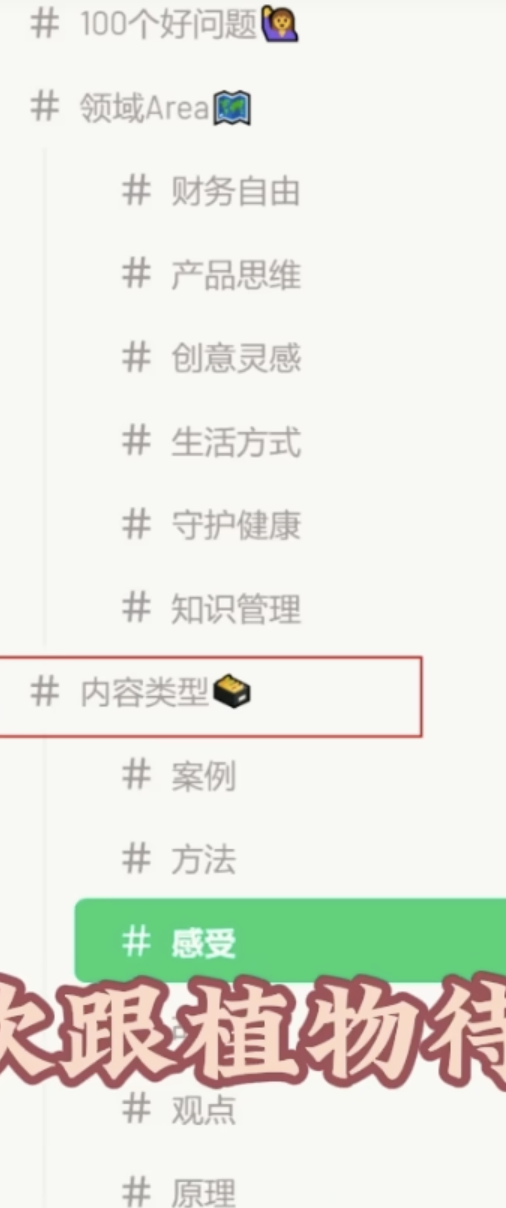 # 100个好问题🙋
# 领域Area🗺️
# 财务自由
# 产品思维
# 创意灵感
# 生活方式
# 守护健康
# 知识管理
# 内容类型🗃️
# 案例
# 方法
# 感受
欢跟植物待
# 观点
# 原理